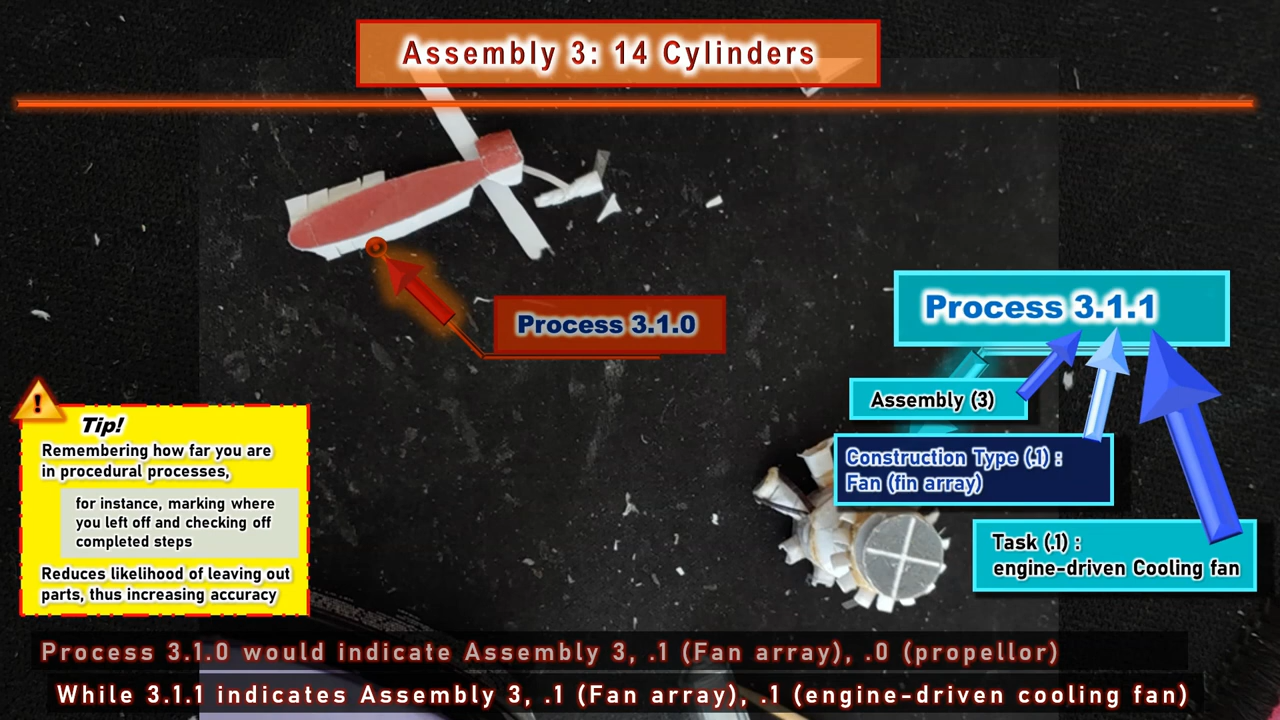 Assembly 3: 14 Cylinders
Process 3.1.0
Process 3.1.1
Assembly (3)
Construction Type (.1) :
Fan (fin array)
Task (.1) :
engine-driven Cooling fan
!
Tip!
Remembering how far you are
in procedural processes,
for instance, marking where
you left off and checking off
completed steps
Reduces likelihood of leaving out
parts, thus increasing accuracy
Process 3.1.0 would indicate Assembly 3, .1 (Fan array), .0 (propellor)
While 3.1.1 indicates Assembly 3, .1 (Fan array), .1 (engine-driven cooling fan)